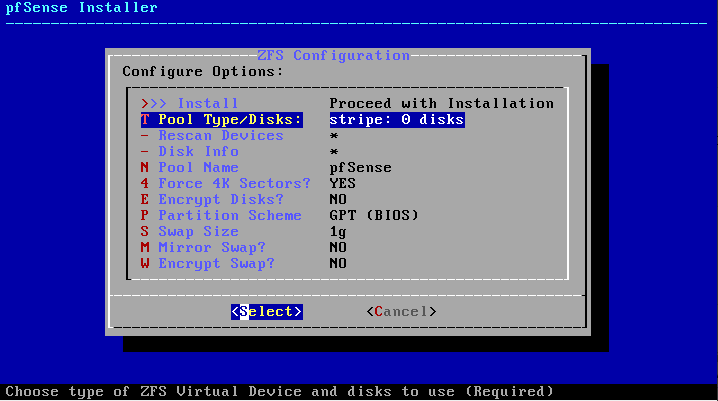 pfSense Installer
ZFS Configuration
Configure Options:
>>> Install Proceed with Installation
T Pool Type/Disks: stripe: 0 disks
- Rescan Devices *
- Disk Info *
N Pool Name pfSense
4 Force 4K Sectors? YES
E Encrypt Disks? NO
P Partition Scheme GPT (BIOS)
S Swap Size 1g
M Mirror Swap? NO
W Encrypt Swap? NO
<Select> <Cancel>
Choose type of ZFS Virtual Device and disks to use (Required)